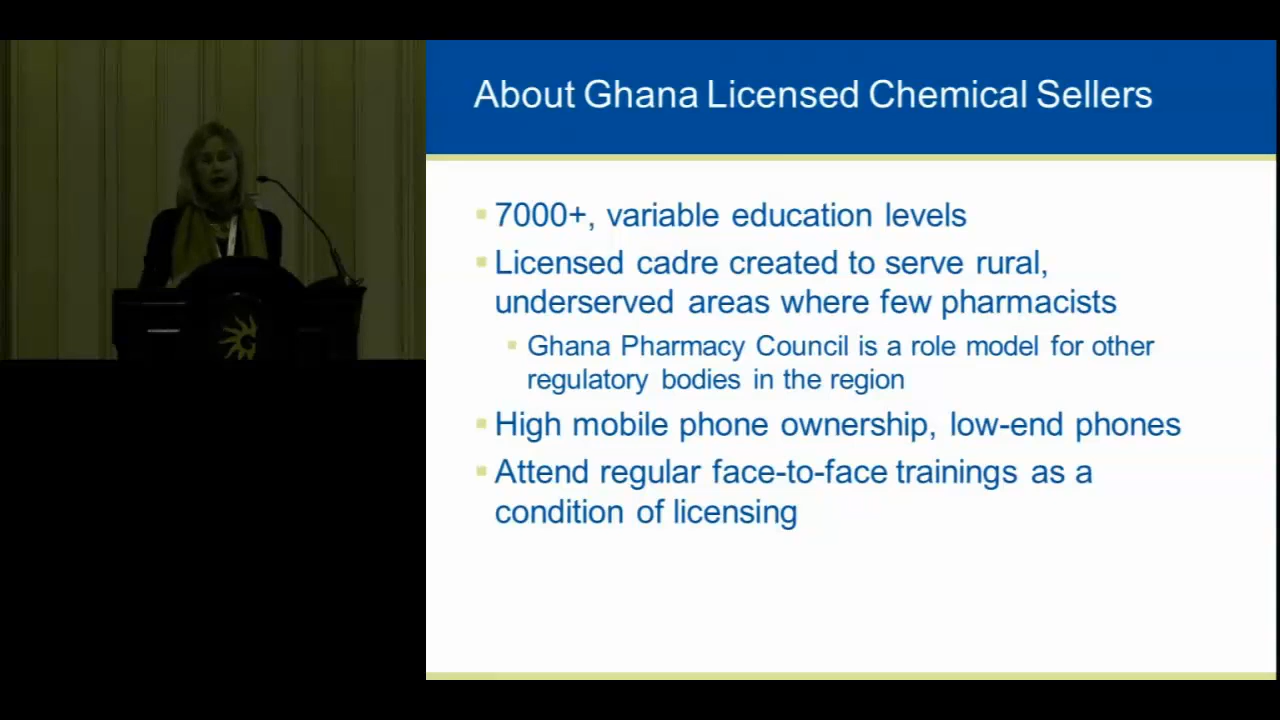 About Ghana Licensed Chemical Sellers
7000+, variable education levels
Licensed cadre created to serve rural,
underserved areas where few pharmacists
Ghana Pharmacy Council is a role model for other
regulatory bodies in the region
High mobile phone ownership, low-end phones
Attend regular face-to-face trainings as a
condition of licensing